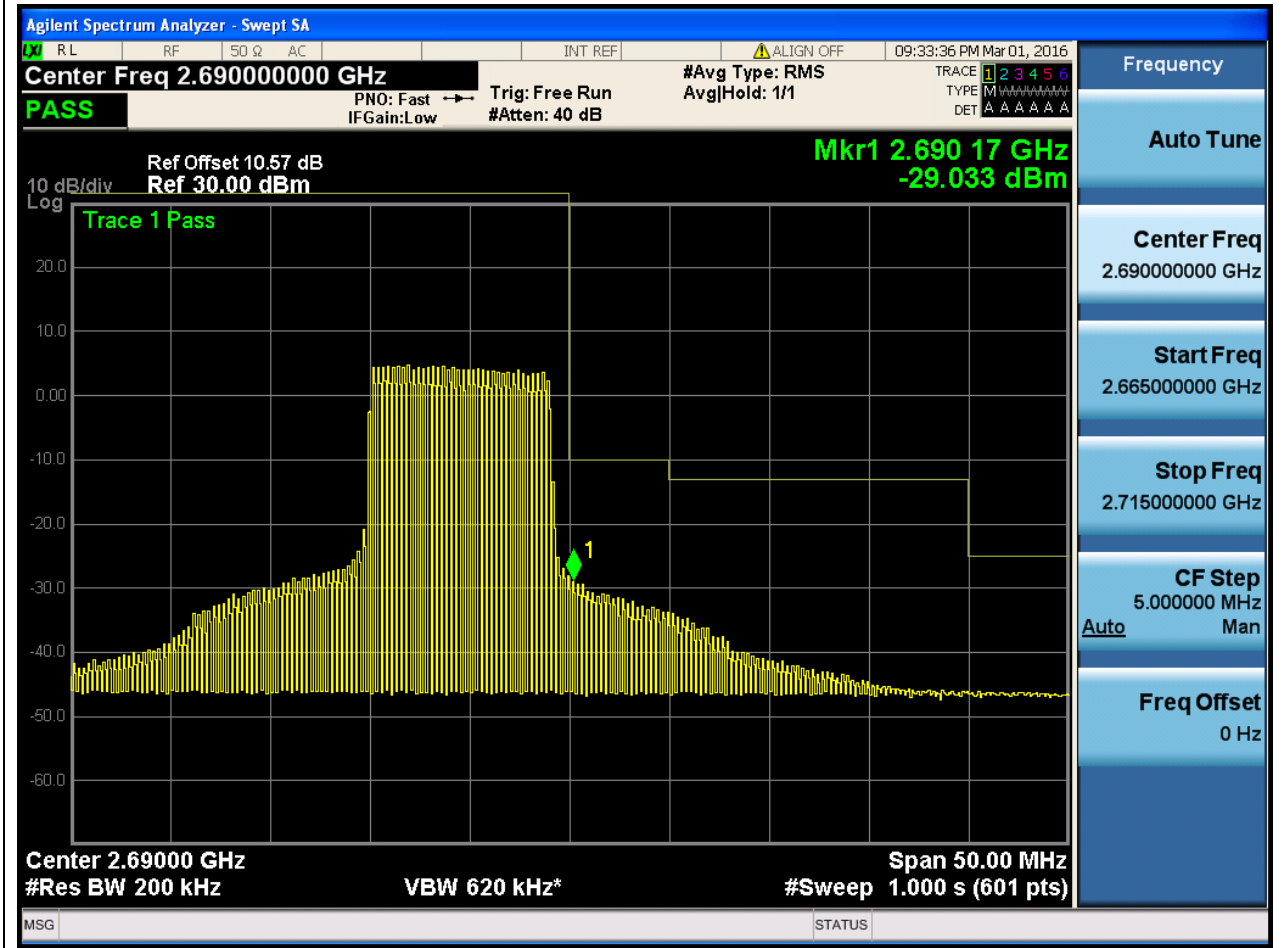 Agilent Spectrum Analyzer - Swept SA
LXI RL RF 50 Ω AC INT REF ALIGN OFF 09:33:36 PM Mar 01, 2016
Center Freq 2.690000000 GHz
PASS
PNO: Fast
IFGain:Low
Trig: Free Run
#Atten: 40 dB
#Avg Type: RMS
Avg|Hold: 1/1
TRACE 1 2 3 4 5 6
TYPE M
DET A A A A A A
Mkr1 2.690 17 GHz
-29.033 dBm
Ref Offset 10.57 dB
10 dB/div Ref 30.00 dBm
Log
Trace 1 Pass
20.0
10.0
0.00
-10.0
-20.0
-30.0
-40.0
-50.0
-60.0
1
Center 2.69000 GHz Span 50.00 MHz
#Res BW 200 kHz VBW 620 kHz* #Sweep 1.000 s (601 pts)
MSG STATUS
Frequency
Auto Tune
Center Freq
2.690000000 GHz
Start Freq
2.665000000 GHz
Stop Freq
2.715000000 GHz
CF Step
5.000000 MHz
Auto Man
Freq Offset
0 Hz